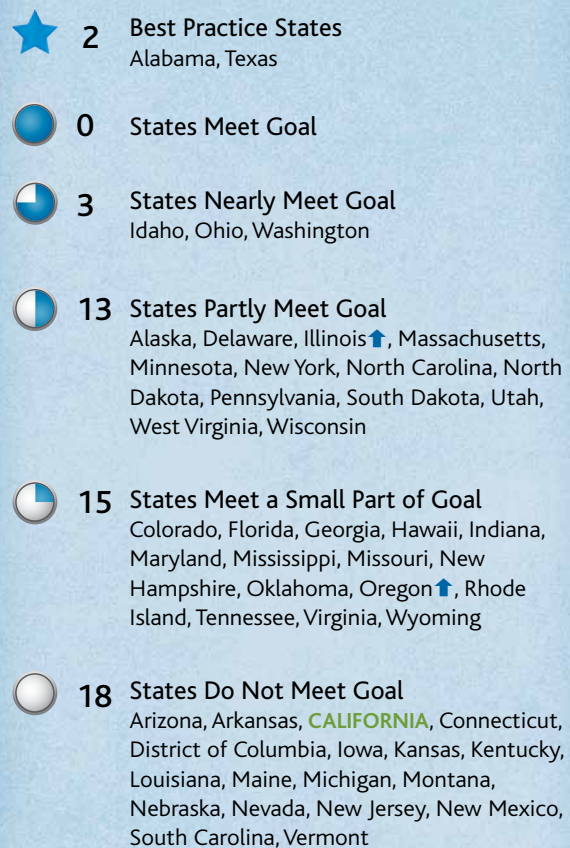 2 Best Practice States
Alabama, Texas
0 States Meet Goal
3 States Nearly Meet Goal
Idaho, Ohio, Washington
13 States Partly Meet Goal
Alaska, Delaware, Illinois⬆, Massachusetts,
Minnesota, New York, North Carolina, North
Dakota, Pennsylvania, South Dakota, Utah,
West Virginia, Wisconsin
15 States Meet a Small Part of Goal
Colorado, Florida, Georgia, Hawaii, Indiana,
Maryland, Mississippi, Missouri, New
Hampshire, Oklahoma, Oregon⬆, Rhode
Island, Tennessee, Virginia, Wyoming
18 States Do Not Meet Goal
Arizona, Arkansas, CALIFORNIA, Connecticut,
District of Columbia, Iowa, Kansas, Kentucky,
Louisiana, Maine, Michigan, Montana,
Nebraska, Nevada, New Jersey, New Mexico,
South Carolina, Vermont